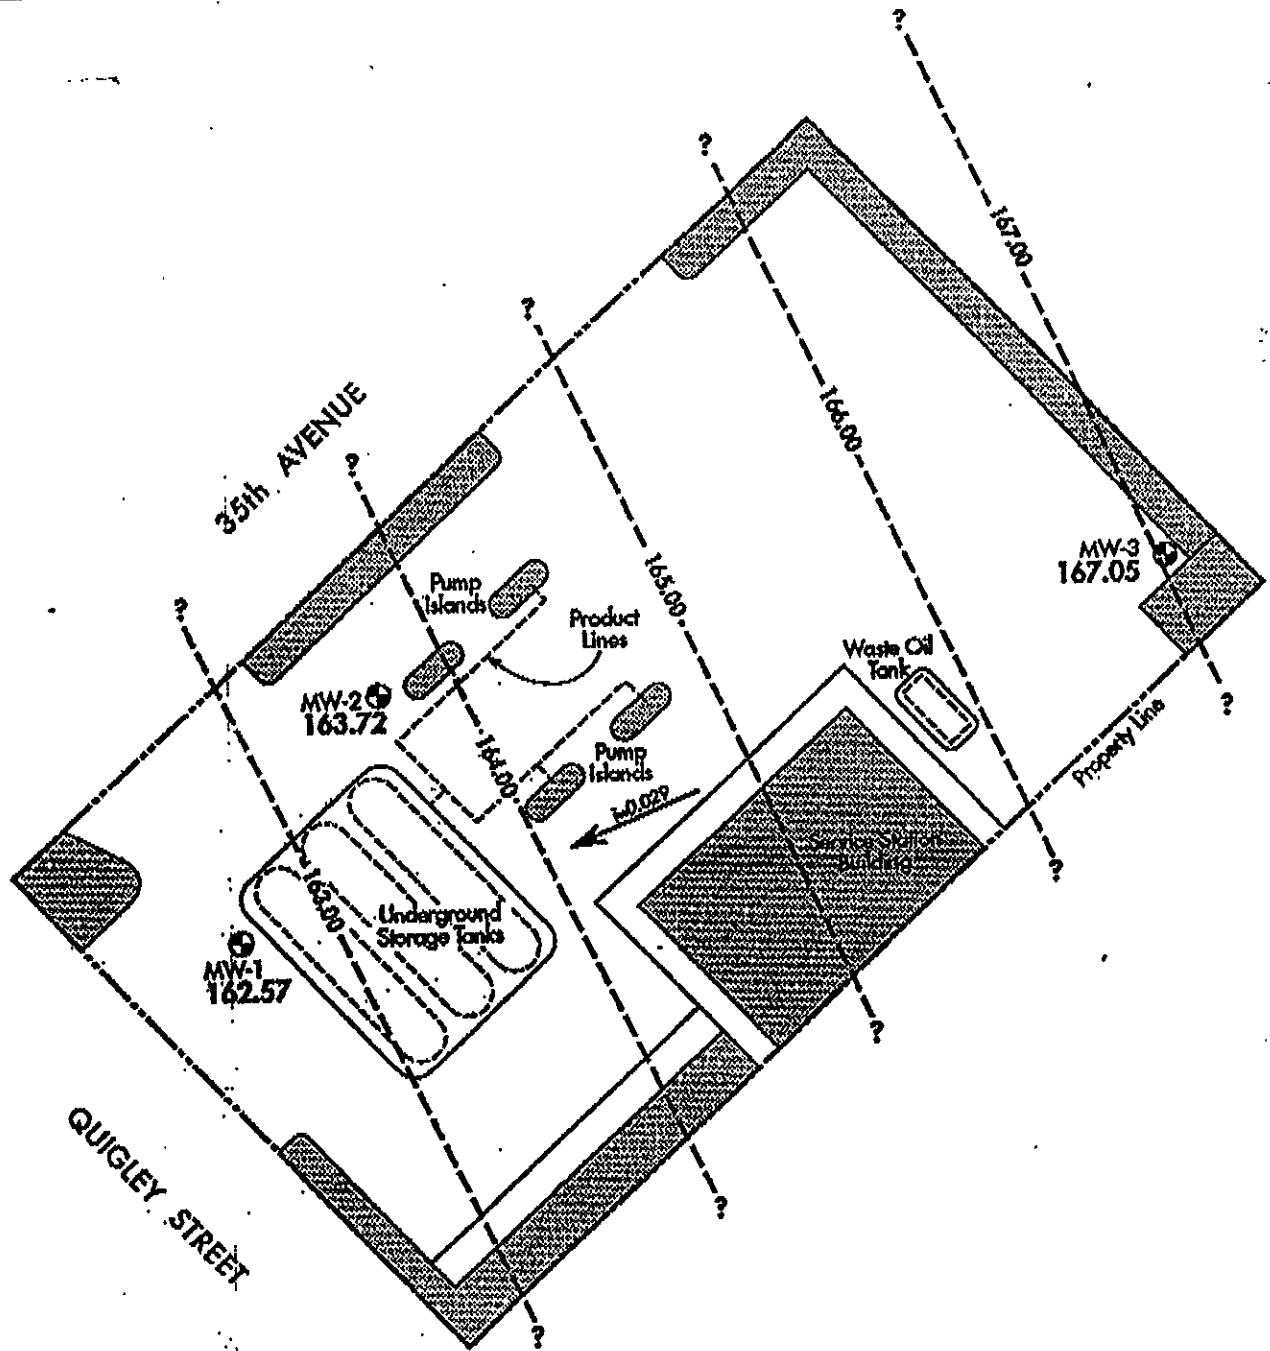 ?
?
167.00
?
35th AVENUE
166.00
?
MW-3
167.05
Pump
Islands
165.00
Product
Lines
?
Waste Oil
Tank
MW-2
163.72
?
Property Line
164.00
Pump
Islands
i=0.029
Service Station
Building
?
163.00
Underground
Storage Tanks
MW-1
162.57
?
QUIGLEY STREET
?
?